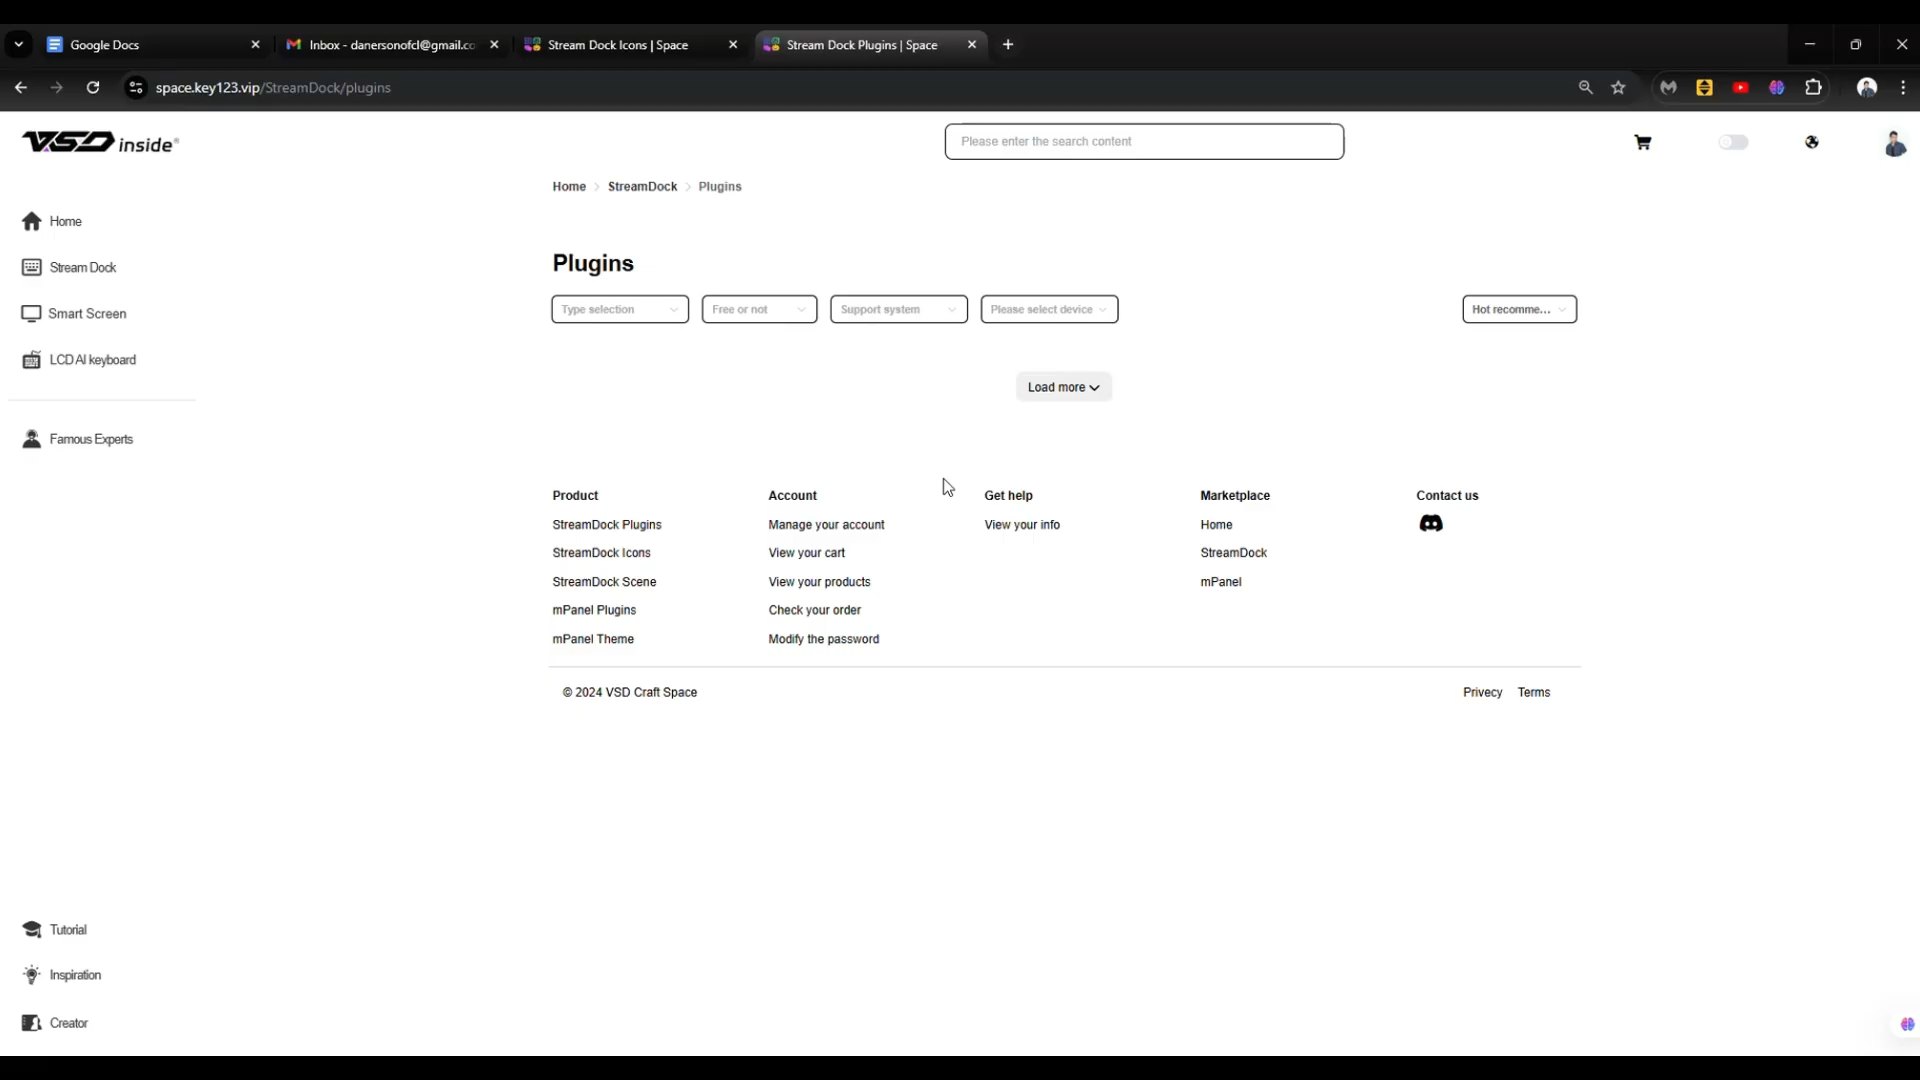 Google Docs
Inbox - danersonofcl@gmail.co
Stream Dock Icons | Space
Stream Dock Plugins | Space
space.key123.vip/StreamDock/plugins
VSD inside®
Please enter the search content
Home > StreamDock > Plugins
Home
Stream Dock
Smart Screen
LCD AI keyboard
Famous Experts
Plugins
Type selection
Free or not
Support system
Please select device
Hot recomme...
Load more
Product
StreamDock Plugins
StreamDock Icons
StreamDock Scene
mPanel Plugins
mPanel Theme
Account
Manage your account
View your cart
View your products
Check your order
Modify the password
Get help
View your info
Marketplace
Home
StreamDock
mPanel
Contact us
© 2024 VSD Craft Space
Privacy
Terms
Tutorial
Inspiration
Creator